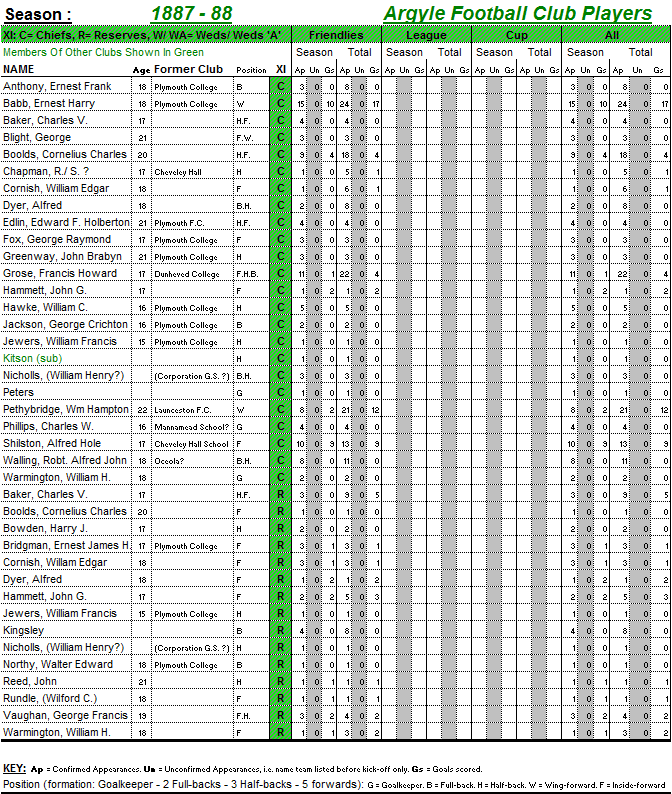 Season : 1887 - 88 Argyle Football Club Players
XI: C= Chiefs, R= Reserves, W/ WA= Weds/ Weds 'A' Friendlies League Cup All
Members Of Other Clubs Shown In Green Season Total Season Total Season Total Season Total
NAME Age Former Club Position XI Ap Un Gs Ap Un Gs Ap Un Gs Ap Un Gs Ap Un Gs Ap Un Gs Ap Un Gs Ap Un Gs
Anthony, Ernest Frank 18 Plymouth College B C 3 0 0 8 0 0 3 0 0 8 0 0
Babb, Ernest Harry 18 Plymouth College W C 15 0 10 24 0 17 15 0 10 24 0 17
Baker, Charles V. 17 H.F. C 4 0 0 4 0 0 4 0 0 4 0 0
Blight, George 21 F.W. C 3 0 0 3 0 0 3 0 0 3 0 0
Boolds, Cornelius Charles 20 H.F. C 9 0 4 18 0 4 9 0 4 18 0 4
Chapman, R./ S. ? 17 Cheveley Hall H C 1 0 0 5 0 1 1 0 0 5 0 1
Cornish, William Edgar 18 F C 1 0 0 6 0 1 1 0 0 6 0 1
Dyer, Alfred 18 B.H. C 2 0 0 8 0 0 2 0 0 8 0 0
Edlin, Edward F. Holberton 21 Plymouth F.C. H.F. C 4 0 0 4 0 0 4 0 0 4 0 0
Fox, George Raymond 17 Plymouth College F C 3 0 0 3 0 0 3 0 0 3 0 0
Greenway, John Brabyn 21 Plymouth College H C 3 0 0 3 0 0 3 0 0 3 0 0
Grose, Francis Howard 17 Dunheved College F.H.B. C 11 0 1 22 0 4 11 0 1 22 0 4
Hammett, John G. 17 F C 1 0 2 1 0 2 1 0 2 1 0 2
Hawke, William C. 16 Plymouth College H C 5 0 0 5 0 0 5 0 0 5 0 0
Jackson, George Crichton 16 Plymouth College B C 2 0 0 2 0 0 2 0 0 2 0 0
Jewers, William Francis 15 Plymouth College H C 1 0 0 1 0 0 1 0 0 1 0 0
Kitson (sub) H C 1 0 0 1 0 0 1 0 0 1 0 0
Nicholls, (William Henry?) (Corporation G.S. ?) B.H. C 3 0 0 3 0 0 3 0 0 3 0 0
Peters G C 1 0 0 1 0 0 1 0 0 1 0 0
Pethybridge, Wm Hampton 22 Launceston F.C. W C 8 0 2 21 0 12 8 0 2 21 0 12
Phillips, Charles W. 16 Mannamead School? G C 4 0 0 4 0 0 4 0 0 4 0 0
Shilston, Alfred Hole 17 Cheveley Hall School F C 10 0 9 13 0 9 10 0 9 13 0 9
Walling, Robt. Alfred John 18 Oceola? B.H. C 8 0 0 11 0 0 8 0 0 11 0 0
Warmington, William H. 18 G C 2 0 0 2 0 0 2 0 0 2 0 0
Baker, Charles V. 17 H.F. R 3 0 0 9 0 5 3 0 0 9 0 5
Boolds, Cornelius Charles 20 F R 1 0 0 1 0 0 1 0 0 1 0 0
Bowden, Harry J. 17 H R 2 0 0 2 0 0 2 0 0 2 0 0
Bridgman, Ernest James H. 17 Plymouth College F R 3 0 1 3 0 1 3 0 1 3 0 1
Cornish, Willam Edgar 18 F R 3 0 1 3 0 1 3 0 1 3 0 1
Dyer, Alfred 18 F R 1 0 2 1 0 2 1 0 2 1 0 2
Hammett, John G. 17 F R 2 0 2 5 0 3 2 0 2 5 0 3
Jewers, William Francis 15 Plymouth College H R 1 0 0 1 0 0 1 0 0 1 0 0
Kingsley B R 4 0 0 8 0 0 4 0 0 8 0 0
Nicholls, (William Henry?) (Corporation G.S. ?) H R 1 0 0 1 0 0 1 0 0 1 0 0
Northy, Walter Edward 18 Plymouth College B R 1 0 0 1 0 0 1 0 0 1 0 0
Reed, John 21 H R 1 0 0 1 0 0 1 0 0 1 0 0
Rundle, (Wilford C.) 18 F R 1 0 0 1 0 0 1 0 0 1 0 0
Vaughan, George Francis 19 F.H. R 3 0 2 4 0 2 3 0 2 4 0 2
Warmington, William H. 18 F R 1 0 1 3 0 2 1 0 1 3 0 2
KEY: Ap = Confirmed Appearances. Un = Unconfirmed Appearances, i.e. name team listed before kick-off only. Gs = Goals scored.
Position (formation: Goalkeeper - 2 Full-backs - 3 Half-backs - 5 forwards): G = Goalkeeper. B = Full-back. H = Half-back. W = Wing-forward. F = Inside-forward